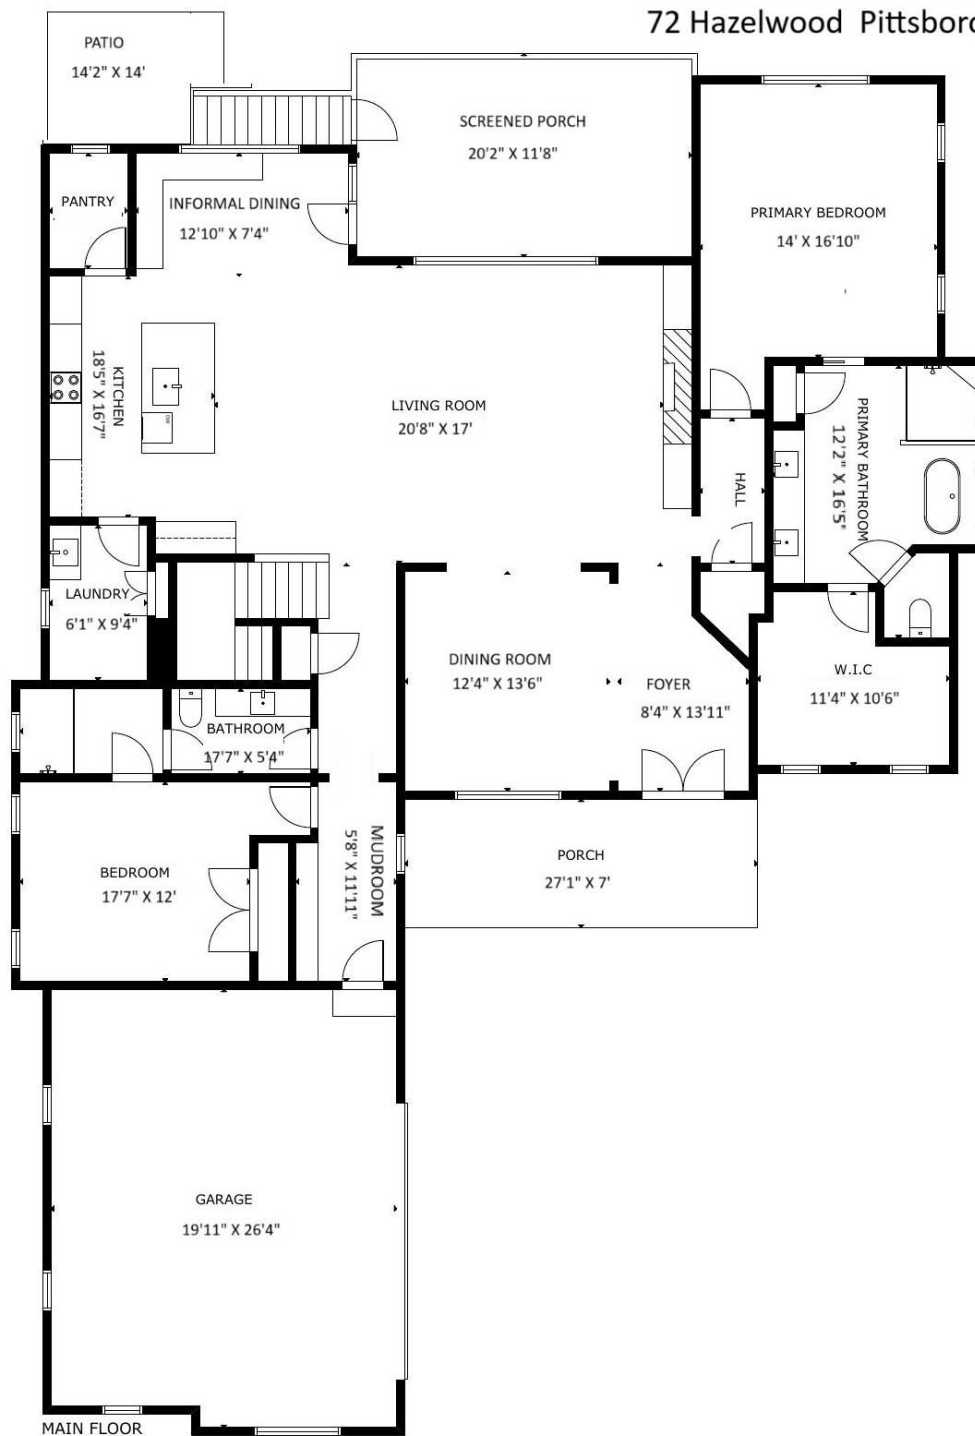 72 Hazelwood Pittsboro
PATIO
14'2" X 14'
SCREENED PORCH
20'2" X 11'8"
PANTRY
INFORMAL DINING
12'10" X 7'4"
PRIMARY BEDROOM
14' X 16'10"
KITCHEN
18'5" X 16'7"
DW
LIVING ROOM
20'8" X 17'
HALL
PRIMARY BATHROOM
12'2" X 16'5"
LAUNDRY
6'1" X 9'4"
DINING ROOM
12'4" X 13'6"
FOYER
8'4" X 13'11"
W.I.C
11'4" X 10'6"
BATHROOM
17'7" X 5'4"
BEDROOM
17'7" X 12'
MUDROOM
5'8" X 11'11"
PORCH
27'1" X 7'
GARAGE
19'11" X 26'4"
MAIN FLOOR